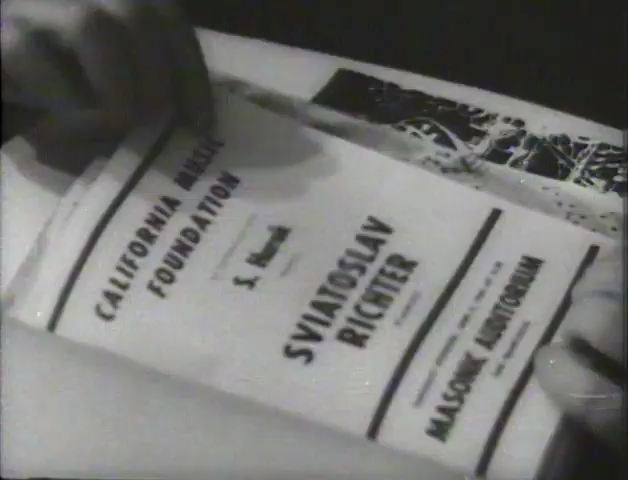 CALIFORNIA MUSIC
FOUNDATION
S. Hurok
SVIATOSLAV
RICHTER
MASONIC AUDITORIUM